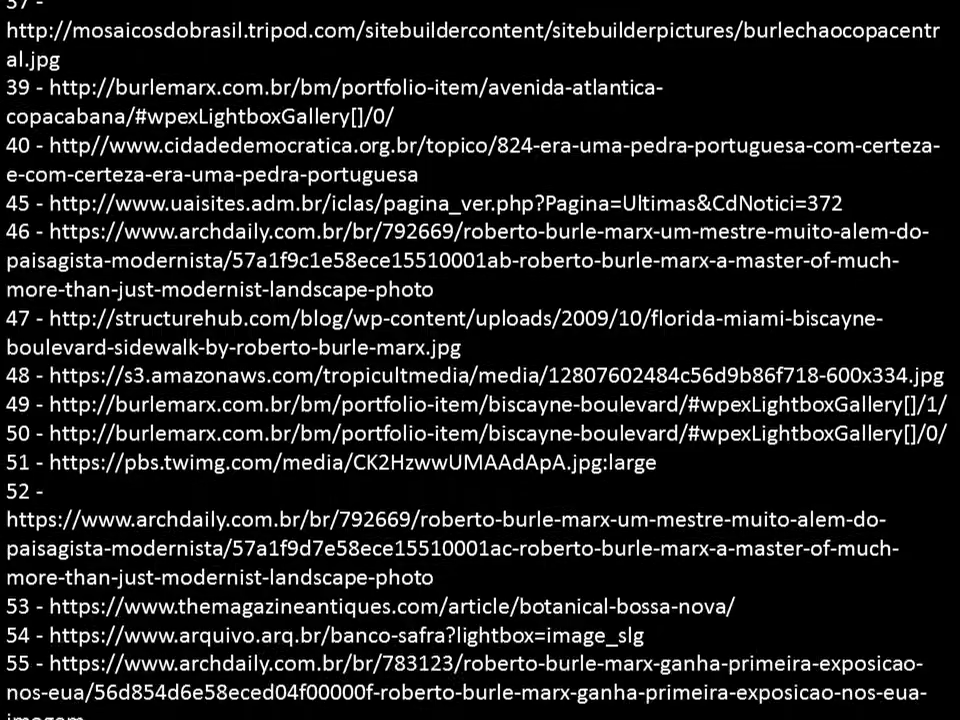 37 -
http://mosaicosdobrasil.tripod.com/sitebuildercontent/sitebuilderpictures/burlechaocopacentr
al.jpg
39 - http://burlemarx.com.br/bm/portfolio-item/avenida-atlantica-
copacabana/#wpexLightboxGallery[]/0/
40 - http//www.cidadedemocratica.org.br/topico/824-era-uma-pedra-portuguesa-com-certeza-
e-com-certeza-era-uma-pedra-portuguesa
45 - http://www.uaisites.adm.br/iclas/pagina_ver.php?Pagina=Ultimas&CdNotici=372
46 - https://www.archdaily.com.br/br/792669/roberto-burle-marx-um-mestre-muito-alem-do-
paisagista-modernista/57a1f9c1e58ece15510001ab-roberto-burle-marx-a-master-of-much-
more-than-just-modernist-landscape-photo
47 - http://structurehub.com/blog/wp-content/uploads/2009/10/florida-miami-biscayne-
boulevard-sidewalk-by-roberto-burle-marx.jpg
48 - https://s3.amazonaws.com/tropicultmedia/media/12807602484c56d9b86f718-600x334.jpg
49 - http://burlemarx.com.br/bm/portfolio-item/biscayne-boulevard/#wpexLightboxGallery[]/1/
50 - http://burlemarx.com.br/bm/portfolio-item/biscayne-boulevard/#wpexLightboxGallery[]/0/
51 - https://pbs.twimg.com/media/CK2HzwwUMAAdApA.jpg:large
52 -
https://www.archdaily.com.br/br/792669/roberto-burle-marx-um-mestre-muito-alem-do-
paisagista-modernista/57a1f9d7e58ece15510001ac-roberto-burle-marx-a-master-of-much-
more-than-just-modernist-landscape-photo
53 - https://www.themagazineantiques.com/article/botanical-bossa-nova/
54 - https://www.arquivo.arq.br/banco-safra?lightbox=image_slg
55 - https://www.archdaily.com.br/br/783123/roberto-burle-marx-ganha-primeira-exposicao-
nos-eua/56d854d6e58eced04f00000f-roberto-burle-marx-ganha-primeira-exposicao-nos-eua-
imagem